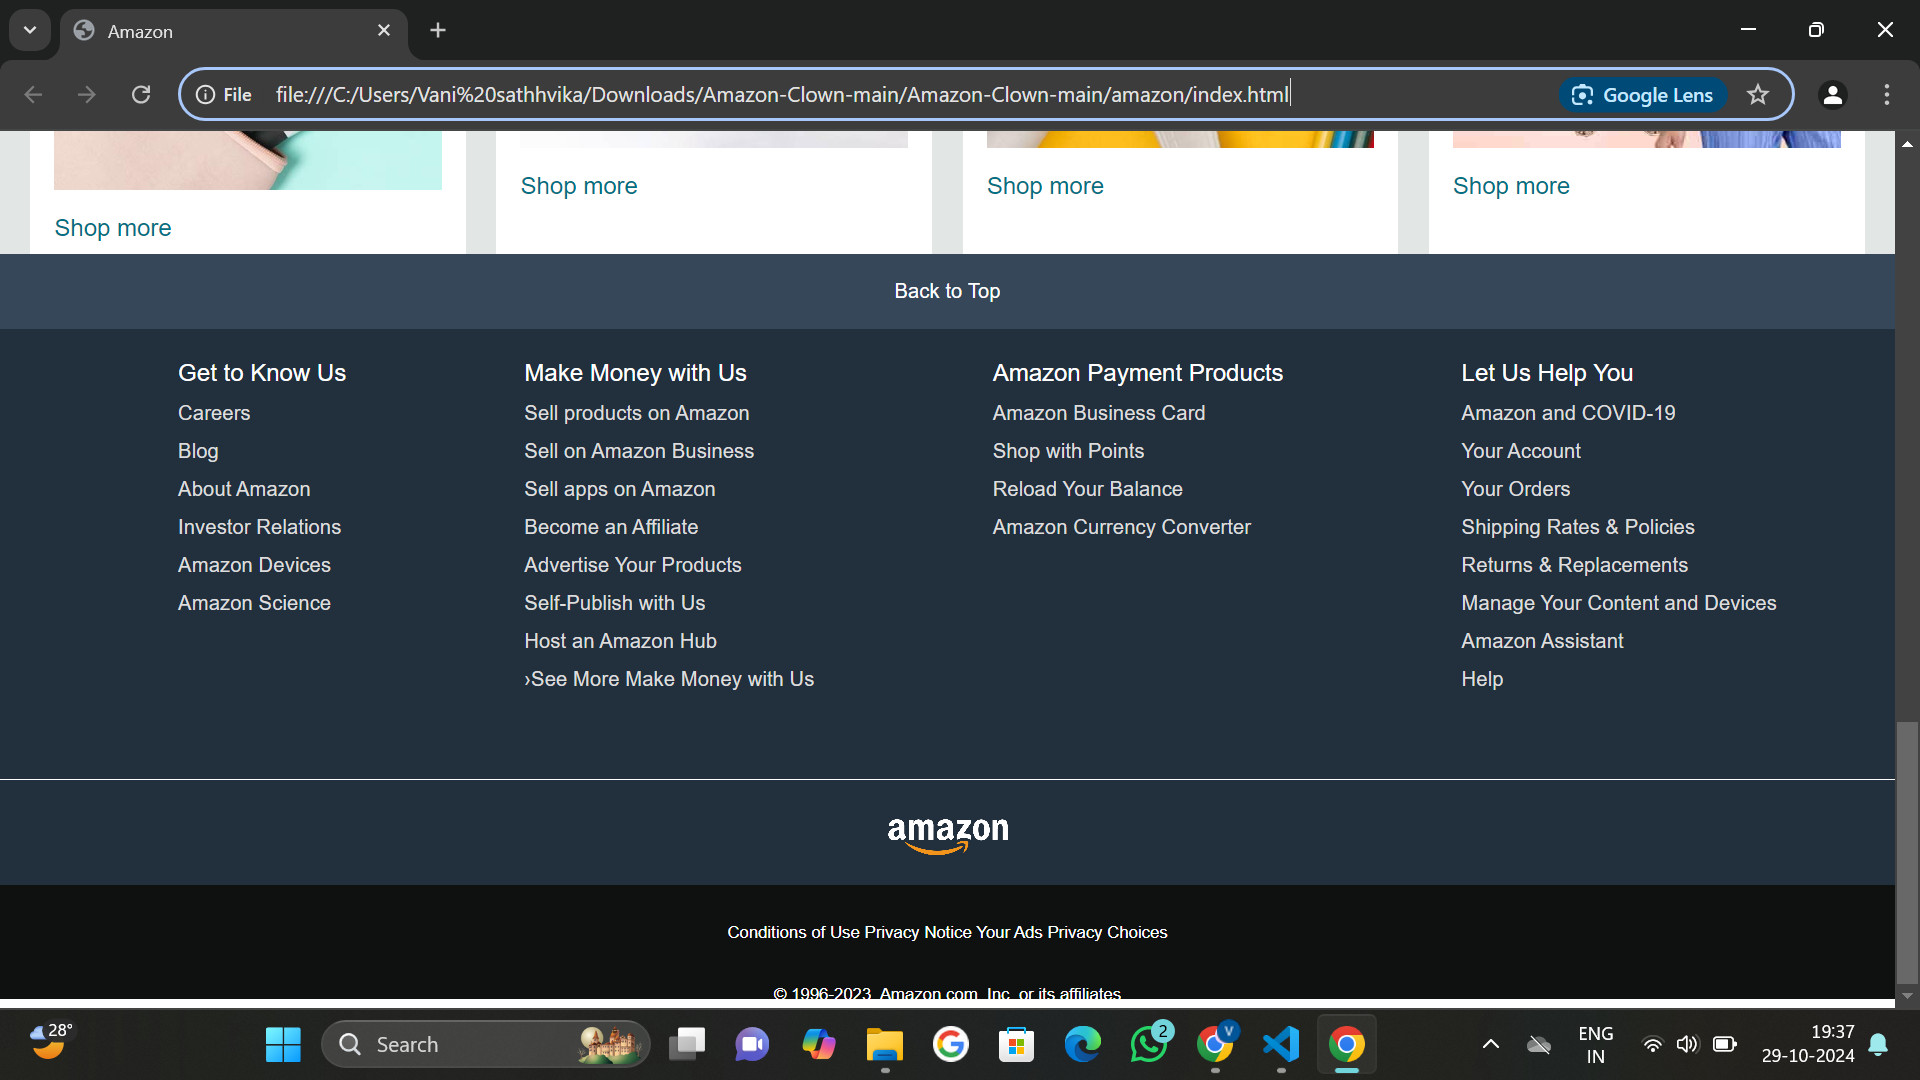 Amazon
File
file:///C:/Users/Vani%20sathhvika/Downloads/Amazon-Clown-main/Amazon-Clown-main/amazon/index.html
Google Lens
Shop more
Shop more
Shop more
Shop more
Back to Top
Get to Know Us
Careers
Blog
About Amazon
Investor Relations
Amazon Devices
Amazon Science
Make Money with Us
Sell products on Amazon
Sell on Amazon Business
Sell apps on Amazon
Become an Affiliate
Advertise Your Products
Self-Publish with Us
Host an Amazon Hub
›See More Make Money with Us
Amazon Payment Products
Amazon Business Card
Shop with Points
Reload Your Balance
Amazon Currency Converter
Let Us Help You
Amazon and COVID-19
Your Account
Your Orders
Shipping Rates & Policies
Returns & Replacements
Manage Your Content and Devices
Amazon Assistant
Help
amazon
Conditions of Use Privacy Notice Your Ads Privacy Choices
© 1996-2023, Amazon.com, Inc. or its affiliates
28°
Search
2
V
ENG
IN
19:37
29-10-2024